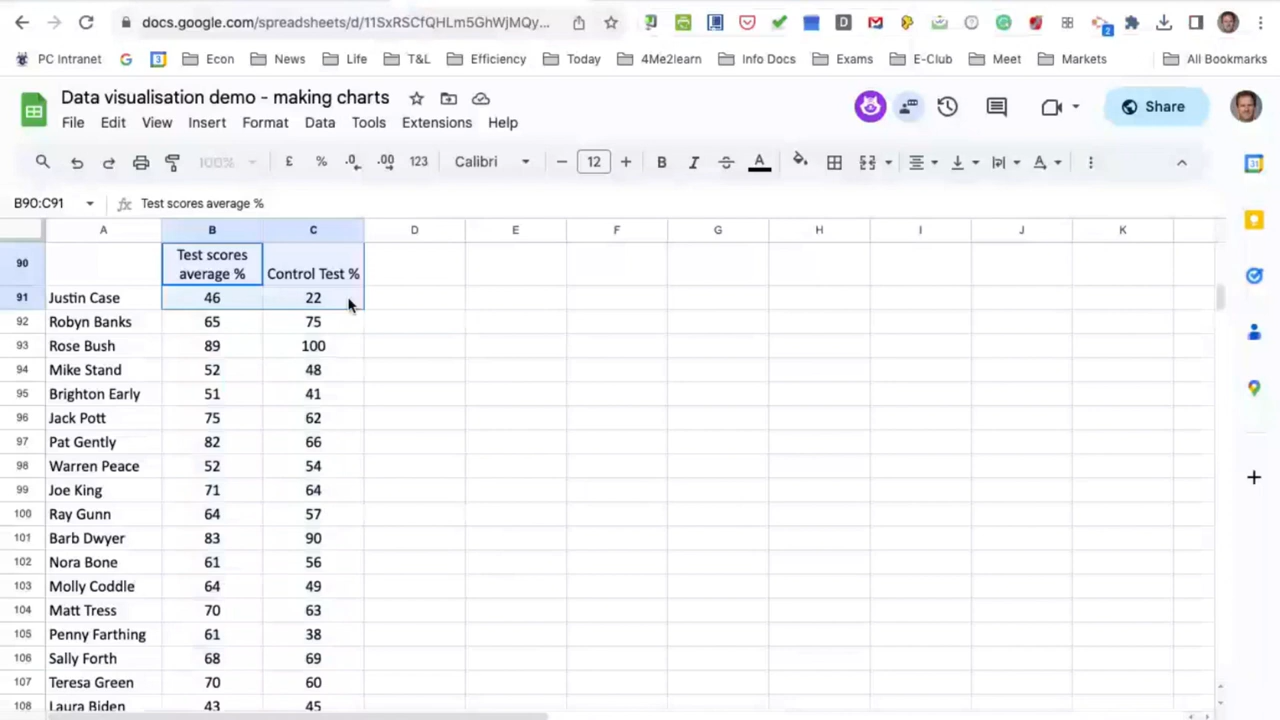 docs.google.com/spreadsheets/d/11SxRSCfQHLm5GhWjMQy...
PC Intranet Econ News Life T&L Efficiency Today 4Me2learn Info Docs Exams E-Club Meet Markets All Bookmarks
Data visualisation demo - making charts
File Edit View Insert Format Data Tools Extensions Help
Share
100% £ % .0 .00 123 Calibri 12 B I S A
B90:C91 fx Test scores average %
A B C D E F G H I J K
90 Test scores
average % Control Test %
91 Justin Case 46 22
92 Robyn Banks 65 75
93 Rose Bush 89 100
94 Mike Stand 52 48
95 Brighton Early 51 41
96 Jack Pott 75 62
97 Pat Gently 82 66
98 Warren Peace 52 54
99 Joe King 71 64
100 Ray Gunn 64 57
101 Barb Dwyer 83 90
102 Nora Bone 61 56
103 Molly Coddle 64 49
104 Matt Tress 70 63
105 Penny Farthing 61 38
106 Sally Forth 68 69
107 Teresa Green 70 60
108 Laura Biden 43 45